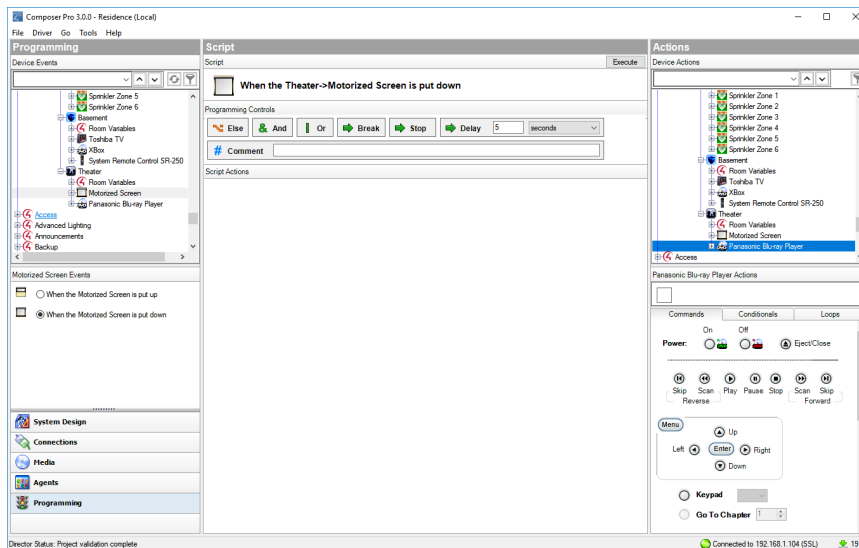 Composer Pro 3.0.0 - Residence (Local)
File Driver Go Tools Help
Programming
Device Events
Sprinkler Zone 5
Sprinkler Zone 6
Basement
Room Variables
Toshiba TV
XBox
System Remote Control SR-250
Theater
Room Variables
Motorized Screen
Panasonic Blu-ray Player
Access
Advanced Lighting
Announcements
Backup
Motorized Screen Events
When the Motorized Screen is put up
When the Motorized Screen is put down
System Design
Connections
Media
Agents
Programming
Script
Script Execute
When the Theater->Motorized Screen is put down
Programming Controls
Else And Or Break Stop Delay 5 seconds
# Comment
Script Actions
Actions
Device Actions
Sprinkler Zone 1
Sprinkler Zone 2
Sprinkler Zone 3
Sprinkler Zone 4
Sprinkler Zone 5
Sprinkler Zone 6
Basement
Room Variables
Toshiba TV
XBox
System Remote Control SR-250
Theater
Room Variables
Motorized Screen
Panasonic Blu-ray Player
Access
Panasonic Blu-ray Player Actions
Commands Conditionals Loops
On Off
Power: Eject/Close
Skip Scan Play Pause Stop Scan Skip
Reverse Forward
Menu
Up
Left Enter Right
Down
Keypad
Go To Chapter 1
Director Status: Project validation complete
Connected to 192.168.1.104 (SSL) 19